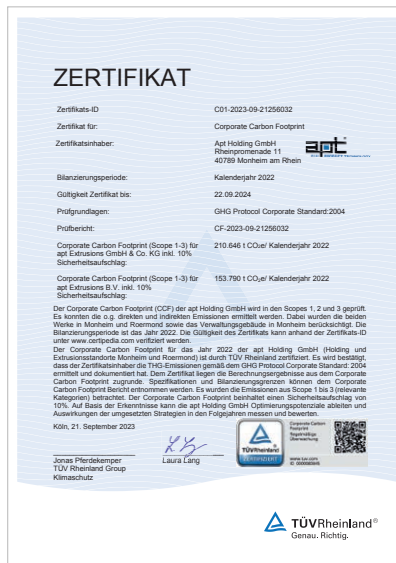 ZERTIFIKAT
Zertifikats-ID C01-2023-09-21256032
Zertifikat für: Corporate Carbon Footprint
Zertifikatsinhaber: Apt Holding GmbH
Rheinpromenade 11
40789 Monheim am Rhein
apt
Bilanzierungsperiode: Kalenderjahr 2022
Gültigkeit Zertifikat bis: 22.09.2024
Prüfgrundlagen: GHG Protocol Corporate Standard:2004
Prüfbericht: CF-2023-09-21256032
Corporate Carbon Footprint (Scope 1-3) für 210.646 t CO₂e/ Kalenderjahr 2022
apt Extrusions GmbH & Co. KG inkl. 10%
Sicherheitsaufschlag:
Corporate Carbon Footprint (Scope 1-3) für 153.790 t CO₂e/ Kalenderjahr 2022
apt Extrusions B.V. inkl. 10%
Sicherheitsaufschlag:
Der Corporate Carbon Footprint (CCF) der apt Holding GmbH wird in den Scopes 1, 2 und 3 geprüft.
Es konnten die o.g. direkten und indirekten Emissionen ermittelt werden. Dabei wurden die beiden
Werke in Monheim und Roermond sowie das Verwaltungsgebäude in Monheim berücksichtigt. Die
Bilanzierungsperiode ist das Jahr 2022. Die Gültigkeit des Zertifikats kann anhand der Zertifikats-ID
unter www.certipedia.com verifiziert werden.
Der Corporate Carbon Footprint für das Jahr 2022 der apt Holding GmbH (Holding und
Extrusionsstandorte Monheim und Roermond) ist durch TÜV Rheinland zertifiziert. Es wird bestätigt,
dass der Zertifikatsinhaber die THG-Emissionen gemäß dem GHG Protocol Corporate Standard: 2004
ermittelt und dokumentiert hat. Dem Zertifikat liegen die Berechnungsergebnisse aus dem Corporate
Carbon Footprint zugrunde. Spezifikationen und Bilanzierungsgrenzen können dem Corporate
Carbon Footprint Bericht entnommen werden. Es wurden die Emissionen aus Scope 1 bis 3 (relevante
Kategorien) betrachtet. Der Corporate Carbon Footprint beinhaltet einen Sicherheitsaufschlag von
10%. Auf Basis der Erkenntnisse kann die apt Holding GmbH Optimierungspotenziale ableiten und
Auswirkungen der umgesetzten Strategien in den Folgejahren messen und bewerten.
Köln, 21. September 2023
Jonas Pferdekemper Laura Lang
TÜV Rheinland Group
Klimaschutz
TÜVRheinland
ZERTIFIZIERT
Corporate Carbon
Footprint
Regelmäßige
Überwachung
www.tuv.com
TÜVRheinland®
Genau. Richtig.